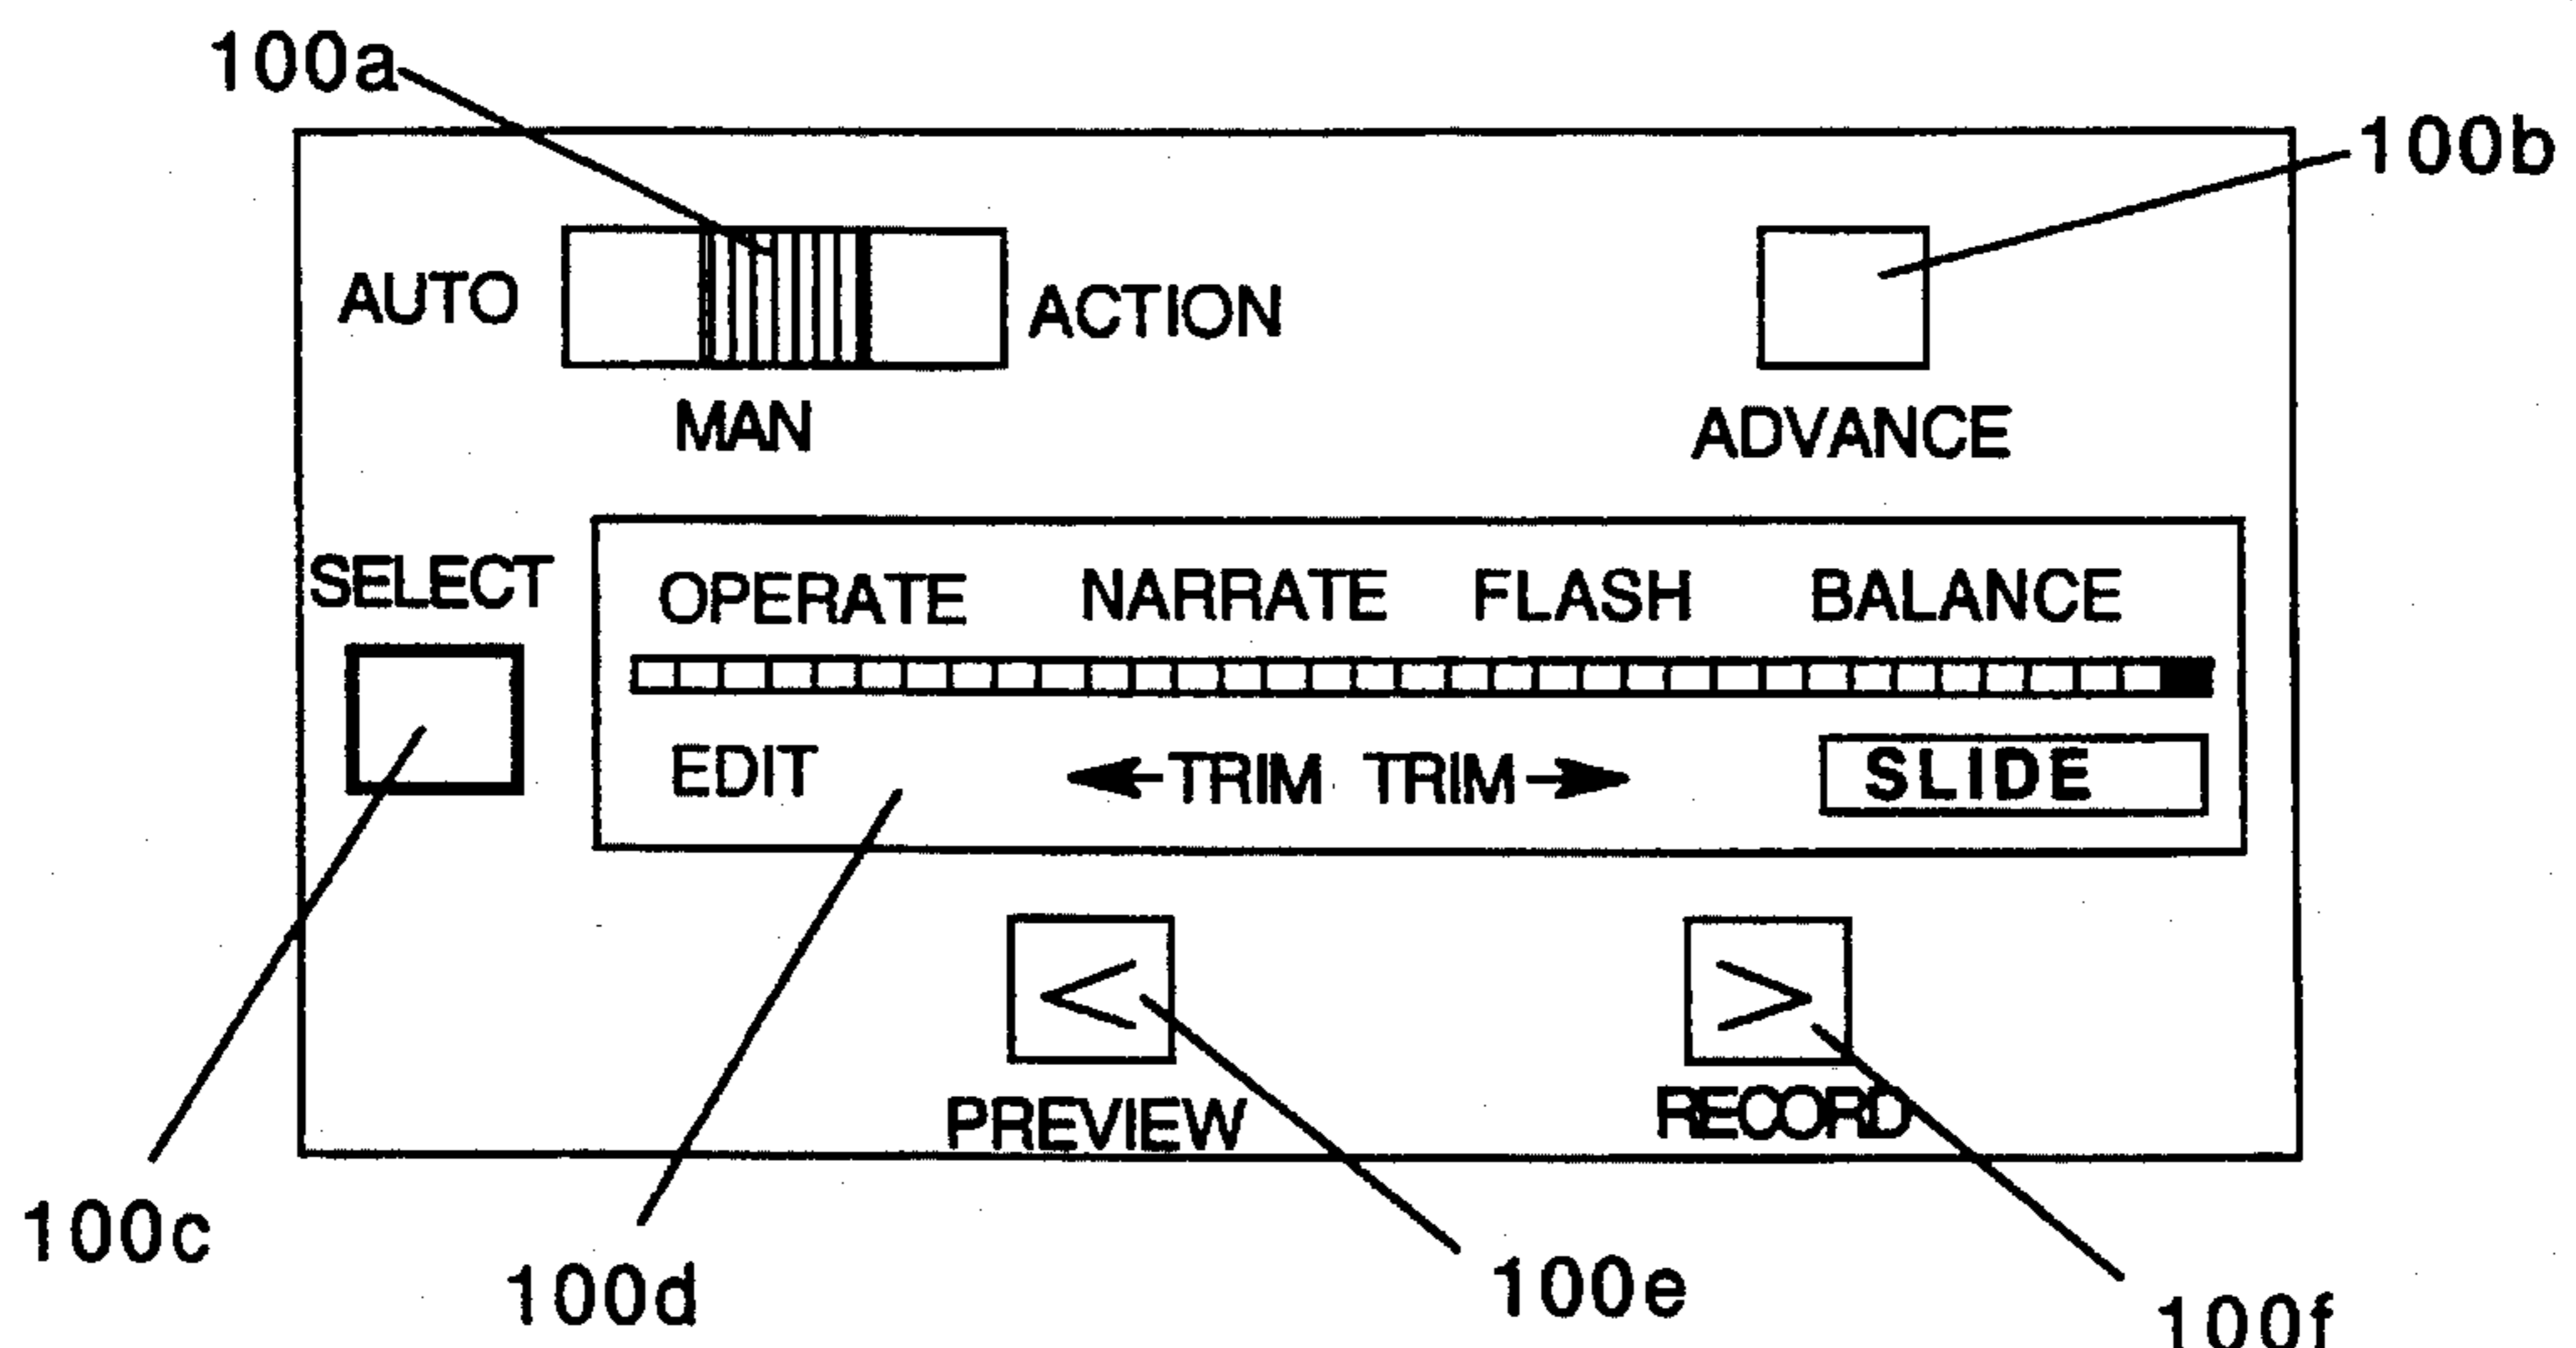 100a
100b
AUTO
ACTION
MAN
ADVANCE
SELECT
OPERATE NARRATE FLASH BALANCE
EDIT ←TRIM TRIM→ SLIDE
<
>
PREVIEW
RECORD
100c
100d
100e
100f